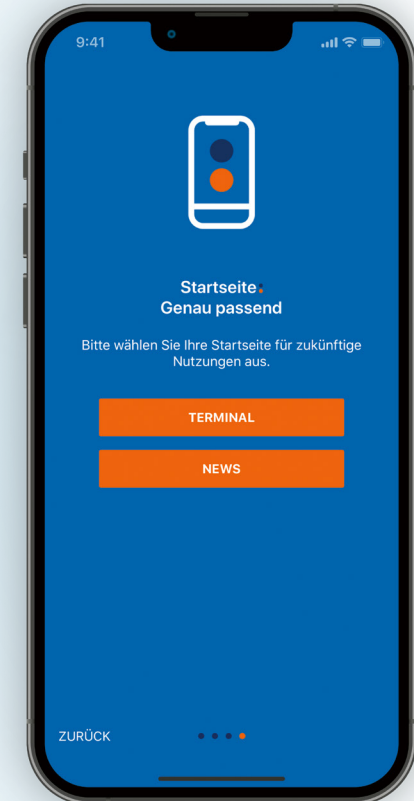 9:41
Startseite:
Genau passend
Bitte wählen Sie Ihre Startseite für zukünftige
Nutzungen aus.
TERMINAL
NEWS
ZURÜCK